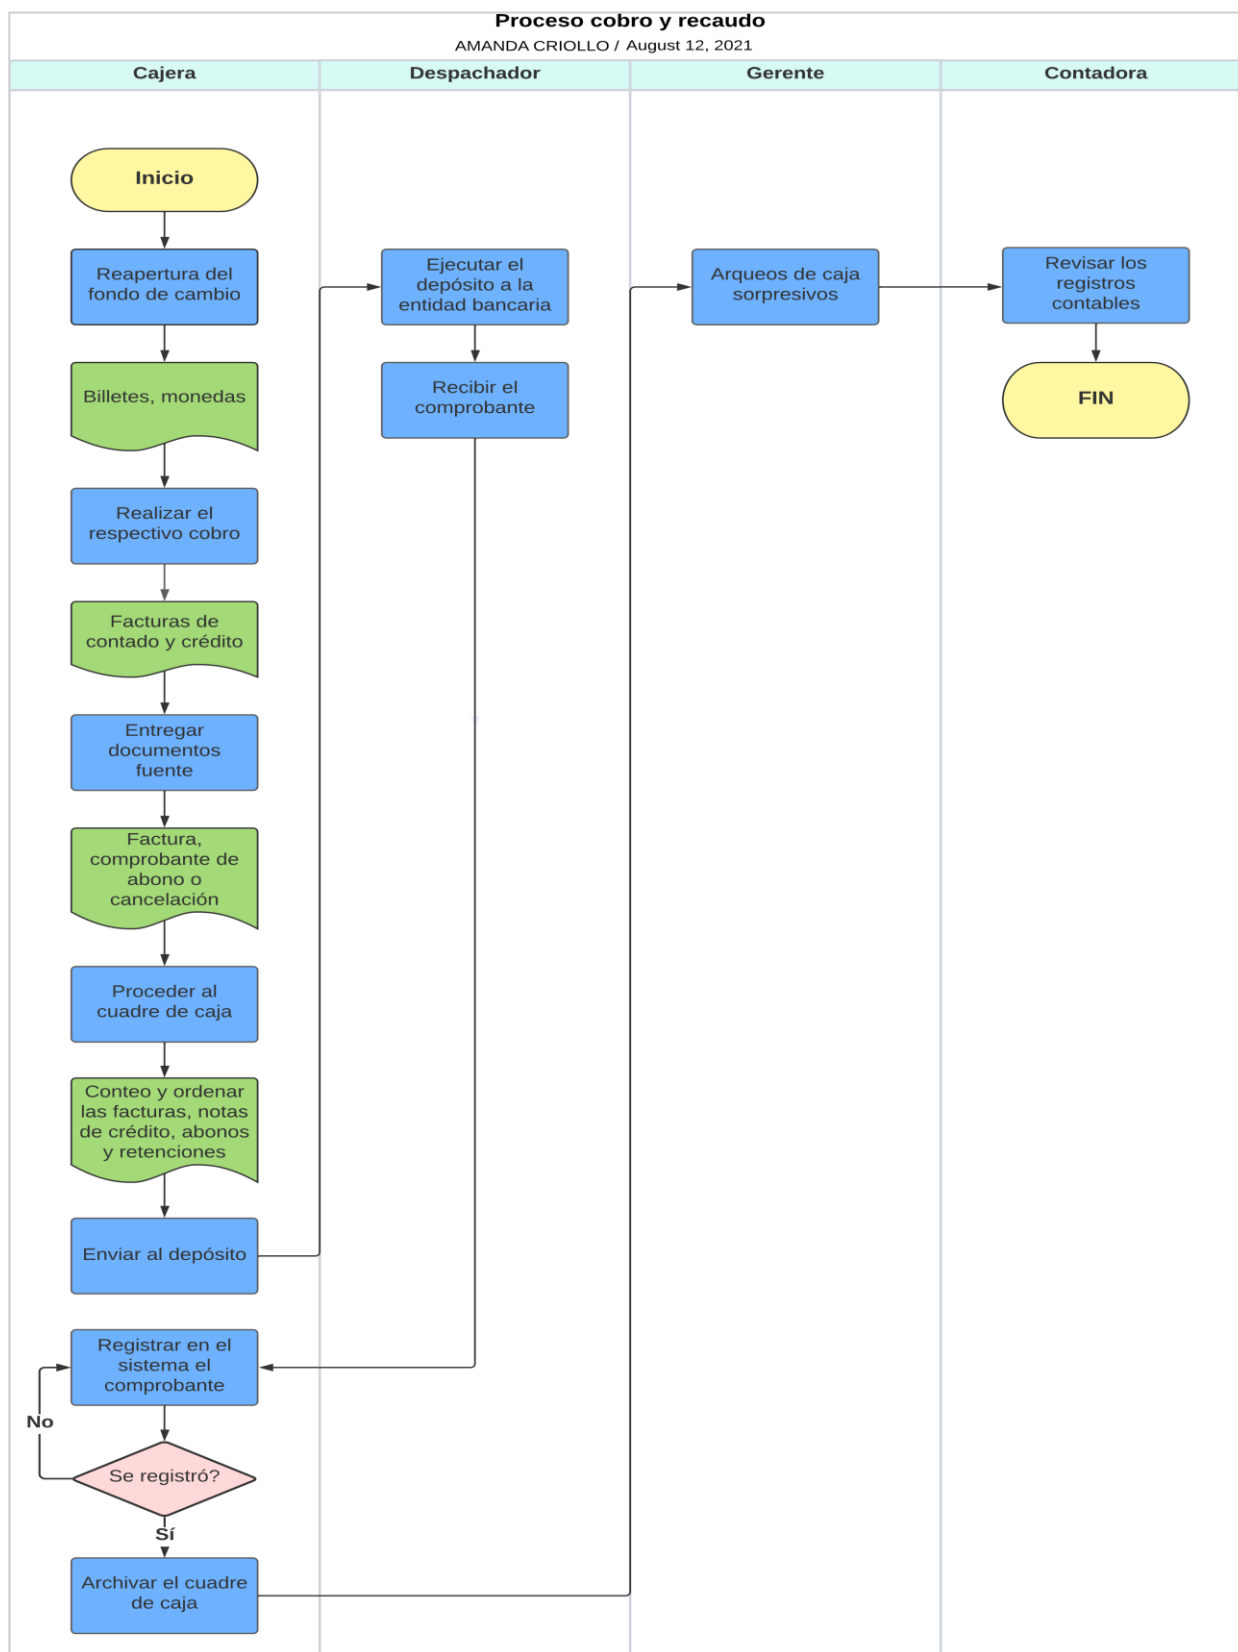 Proceso cobro y recaudo
AMANDA CRIOLLO / August 12, 2021
Cajera
Despachador
Gerente
Contadora
Inicio
Reapertura del
fondo de cambio
Billetes, monedas
Realizar el
respectivo cobro
Facturas de
contado y crédito
Entregar
documentos
fuente
Factura,
comprobante de
abono o
cancelación
Proceder al
cuadre de caja
Conteo y ordenar
las facturas, notas
de crédito, abonos
y retenciones
Enviar al depósito
Ejecutar el
depósito a la
entidad bancaria
Recibir el
comprobante
Registrar en el
sistema el
comprobante
No
Se registró?
Sí
Archivar el cuadre
de caja
Arqueos de caja
sorpresivos
Revisar los
registros
contables
FIN